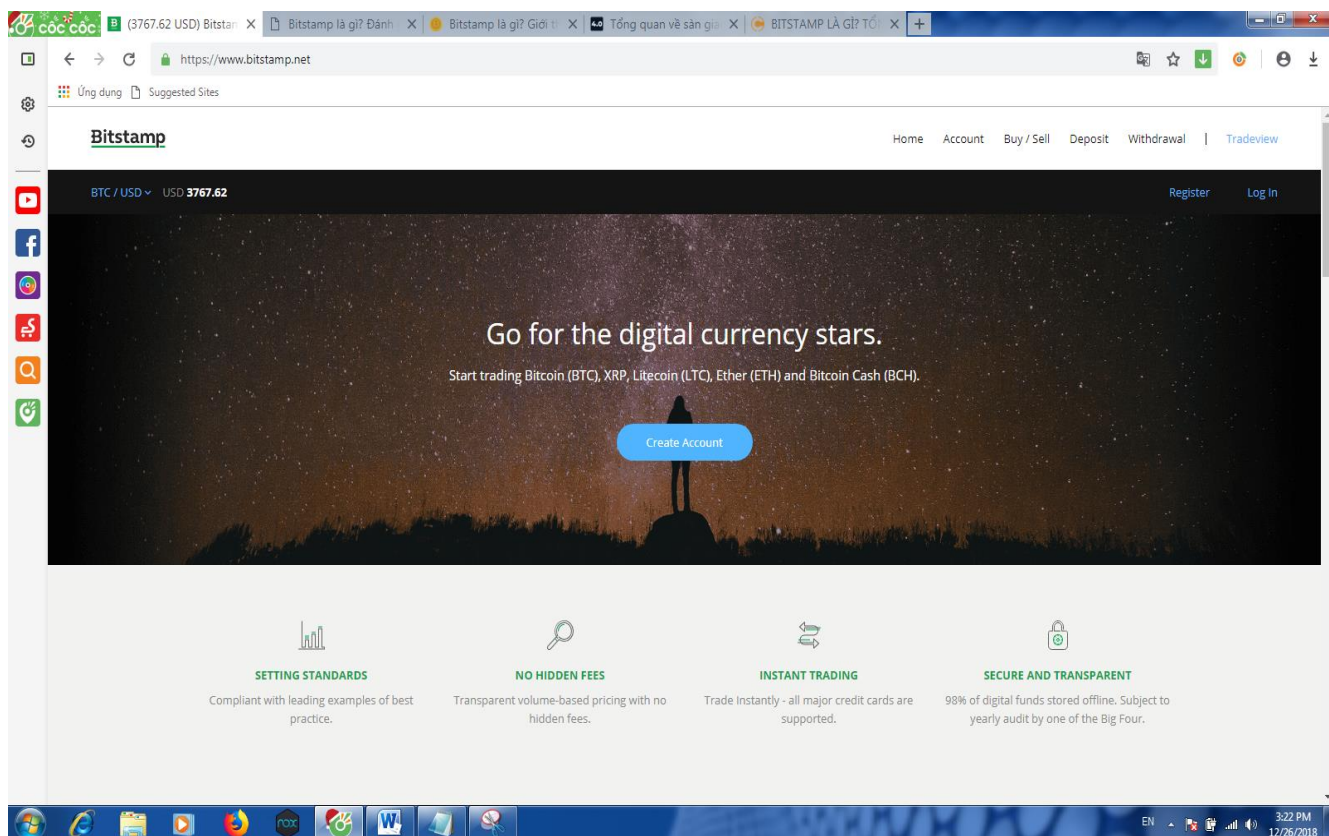 cốc cốc
(3767.62 USD) Bitstan
Bitstamp là gì? Đánh
Bitstamp là gì? Giới ti
4.0 Tổng quan về sàn gia
BITSTAMP LÀ GÌ? TỔ
https://www.bitstamp.net
Ứng dụng
Suggested Sites
Bitstamp
Home
Account
Buy / Sell
Deposit
Withdrawal
|
Tradeview
BTC / USD
USD 3767.62
Register
Log In
Go for the digital currency stars.
Start trading Bitcoin (BTC), XRP, Litecoin (LTC), Ether (ETH) and Bitcoin Cash (BCH).
Create Account
SETTING STANDARDS
Compliant with leading examples of best
practice.
NO HIDDEN FEES
Transparent volume-based pricing with no
hidden fees.
INSTANT TRADING
Trade Instantly - all major credit cards are
supported.
SECURE AND TRANSPARENT
98% of digital funds stored offline. Subject to
yearly audit by one of the Big Four.
nox
W
EN
3:22 PM
12/26/2018